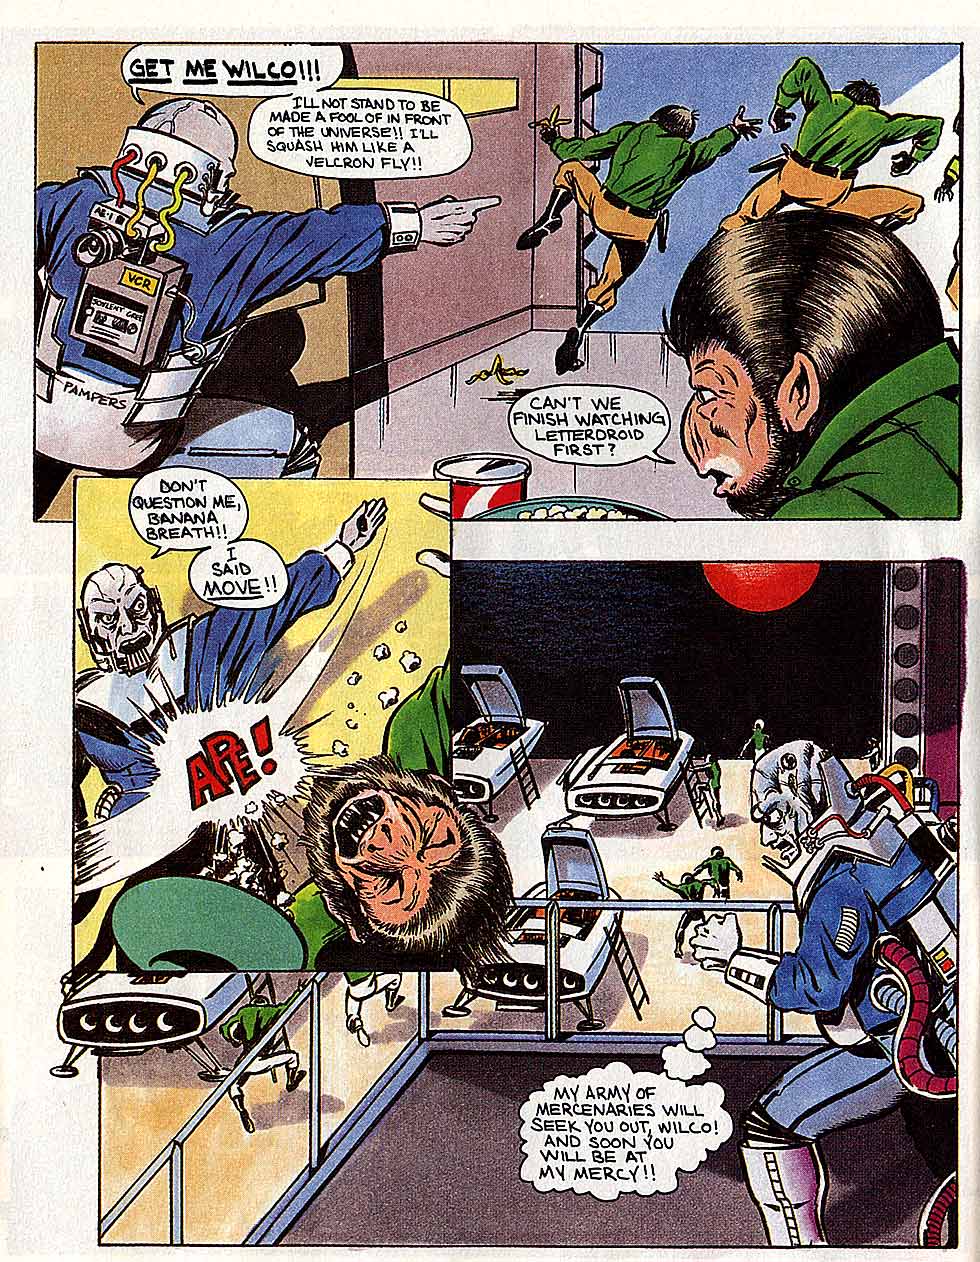 GET ME WILCO!!!
I'LL NOT STAND TO BE
MADE A FOOL OF IN FRONT
OF THE UNIVERSE!! I'LL
SQUASH HIM LIKE A
VELCRON FLY!!
VCR
PAMPERS
CAN'T WE
FINISH WATCHING
LETTERDROID
FIRST?
DON'T
QUESTION ME,
BANANA
BREATH!!
I
SAID
MOVE!!
APE!
MY ARMY OF
MERCENARIES WILL
SEEK YOU OUT, WILCO!
AND SOON YOU
WILL BE AT
MY MERCY!!